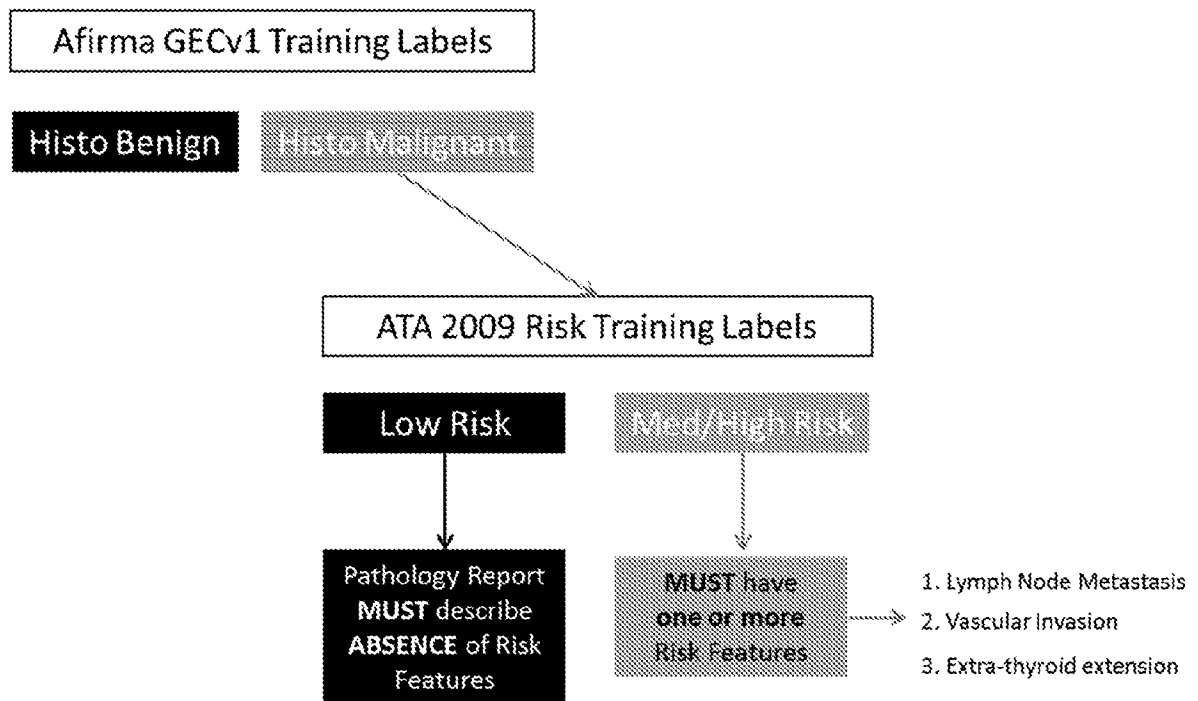 Afirma GECv1 Training Labels
Histo Benign
Histo Malignant
ATA 2009 Risk Training Labels
Low Risk
Med/High Risk
Pathology Report
MUST describe
ABSENCE of Risk
Features
MUST have
one or more
Risk Features
1. Lymph Node Metastasis
2. Vascular Invasion
3. Extra-thyroid extension